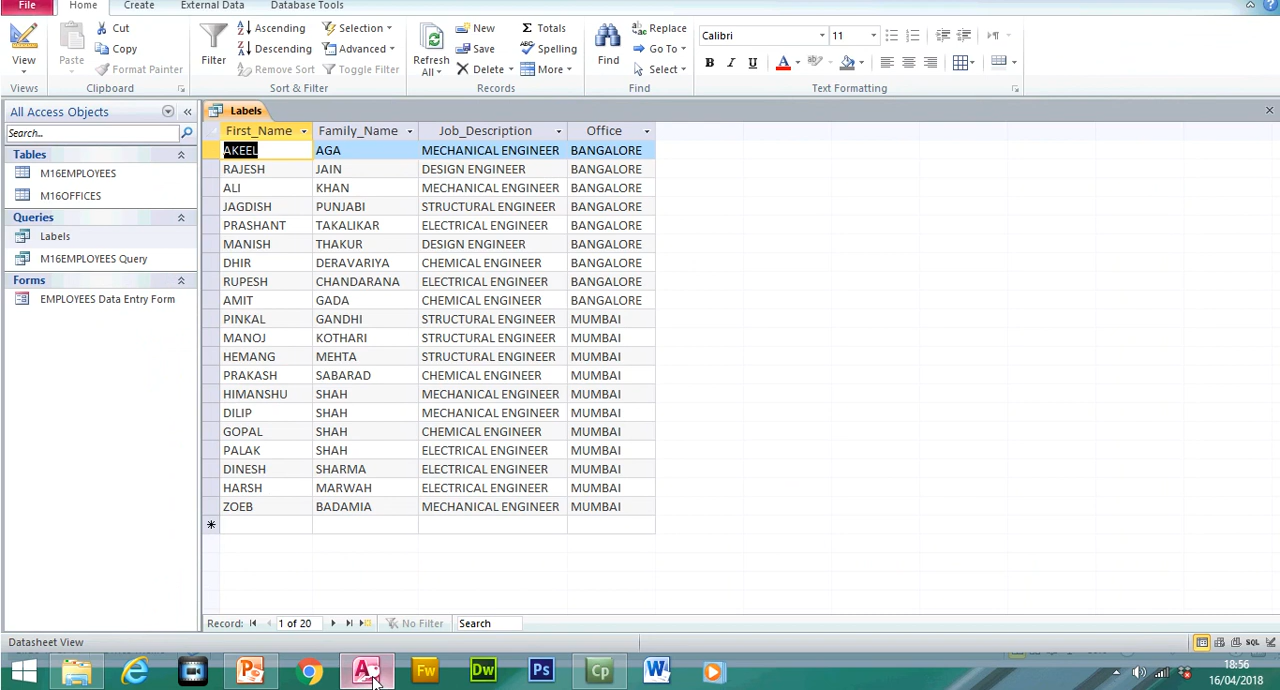 File Home Create External Data Database Tools
View
Views
Paste
Cut
Copy
Format Painter
Clipboard
Filter
Ascending
Descending
Remove Sort
Selection
Advanced
Toggle Filter
Sort & Filter
Refresh
All
New
Save
Delete
Totals
Spelling
More
Records
Find
Replace
Go To
Select
Find
Calibri 11
B I U A ab
Text Formatting
All Access Objects «
Search...
Tables
M16EMPLOYEES
M16OFFICES
Queries
Labels
M16EMPLOYEES Query
Forms
EMPLOYEES Data Entry Form
Labels
First_Name Family_Name Job_Description Office
AKEEL AGA MECHANICAL ENGINEER BANGALORE
RAJESH JAIN DESIGN ENGINEER BANGALORE
ALI KHAN MECHANICAL ENGINEER BANGALORE
JAGDISH PUNJABI STRUCTURAL ENGINEER BANGALORE
PRASHANT TAKALIKAR ELECTRICAL ENGINEER BANGALORE
MANISH THAKUR DESIGN ENGINEER BANGALORE
DHIR DERAVARIYA CHEMICAL ENGINEER BANGALORE
RUPESH CHANDARANA ELECTRICAL ENGINEER BANGALORE
AMIT GADA CHEMICAL ENGINEER BANGALORE
PINKAL GANDHI STRUCTURAL ENGINEER MUMBAI
MANOJ KOTHARI STRUCTURAL ENGINEER MUMBAI
HEMANG MEHTA STRUCTURAL ENGINEER MUMBAI
PRAKASH SABARAD CHEMICAL ENGINEER MUMBAI
HIMANSHU SHAH MECHANICAL ENGINEER MUMBAI
DILIP SHAH MECHANICAL ENGINEER MUMBAI
GOPAL SHAH CHEMICAL ENGINEER MUMBAI
PALAK SHAH ELECTRICAL ENGINEER MUMBAI
DINESH SHARMA ELECTRICAL ENGINEER MUMBAI
HARSH MARWAH ELECTRICAL ENGINEER MUMBAI
ZOEB BADAMIA MECHANICAL ENGINEER MUMBAI
*
Record: 1 of 20 No Filter Search
Datasheet View SQL
P A Fw Dw Ps Cp W
18:56
16/04/2018